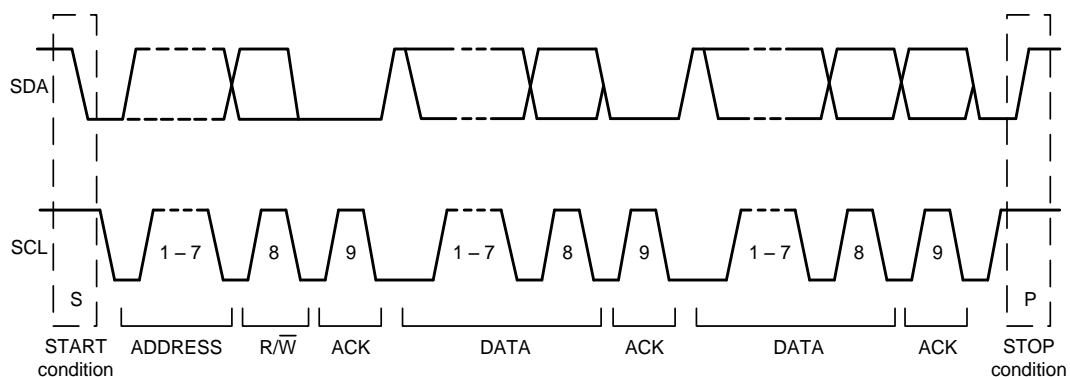 SDA
SCL
1 – 7
8
9
1 – 7
8
9
1 – 7
8
9
S
P
START
condition
ADDRESS
R/W̅
ACK
DATA
ACK
DATA
ACK
STOP
condition